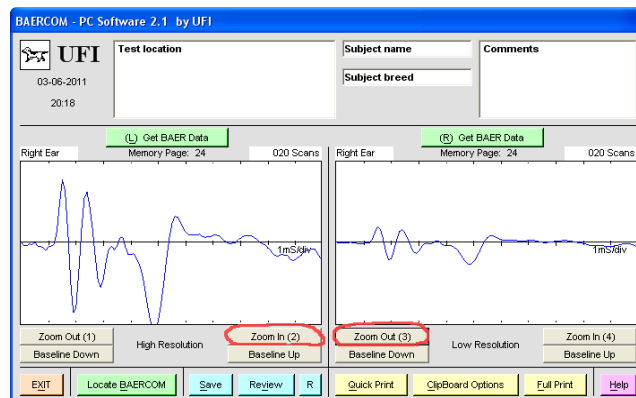 BAERCOM - PC Software 2.1 by UFI
UFI
03-06-2011
20:18
Test location
Subject name
Subject breed
Comments
(L) Get BAER Data
(R) Get BAER Data
Right Ear
Memory Page: 24
020 Scans
Right Ear
Memory Page: 24
020 Scans
1mS/div
1mS/div
Zoom Out (1)
High Resolution
Zoom In (2)
Baseline Down
Baseline Up
Zoom Out (3)
Low Resolution
Zoom In (4)
Baseline Down
Baseline Up
EXIT
Locate BAERCOM
Save
Review
R
Quick Print
ClipBoard Options
Full Print
Help